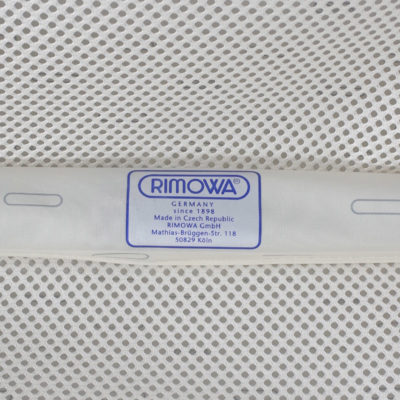 RIMOWA®
GERMANY
since 1898
Made in Czech Republic
RIMOWA GmbH
Mathias-Brüggen-Str. 118
50829 Köln